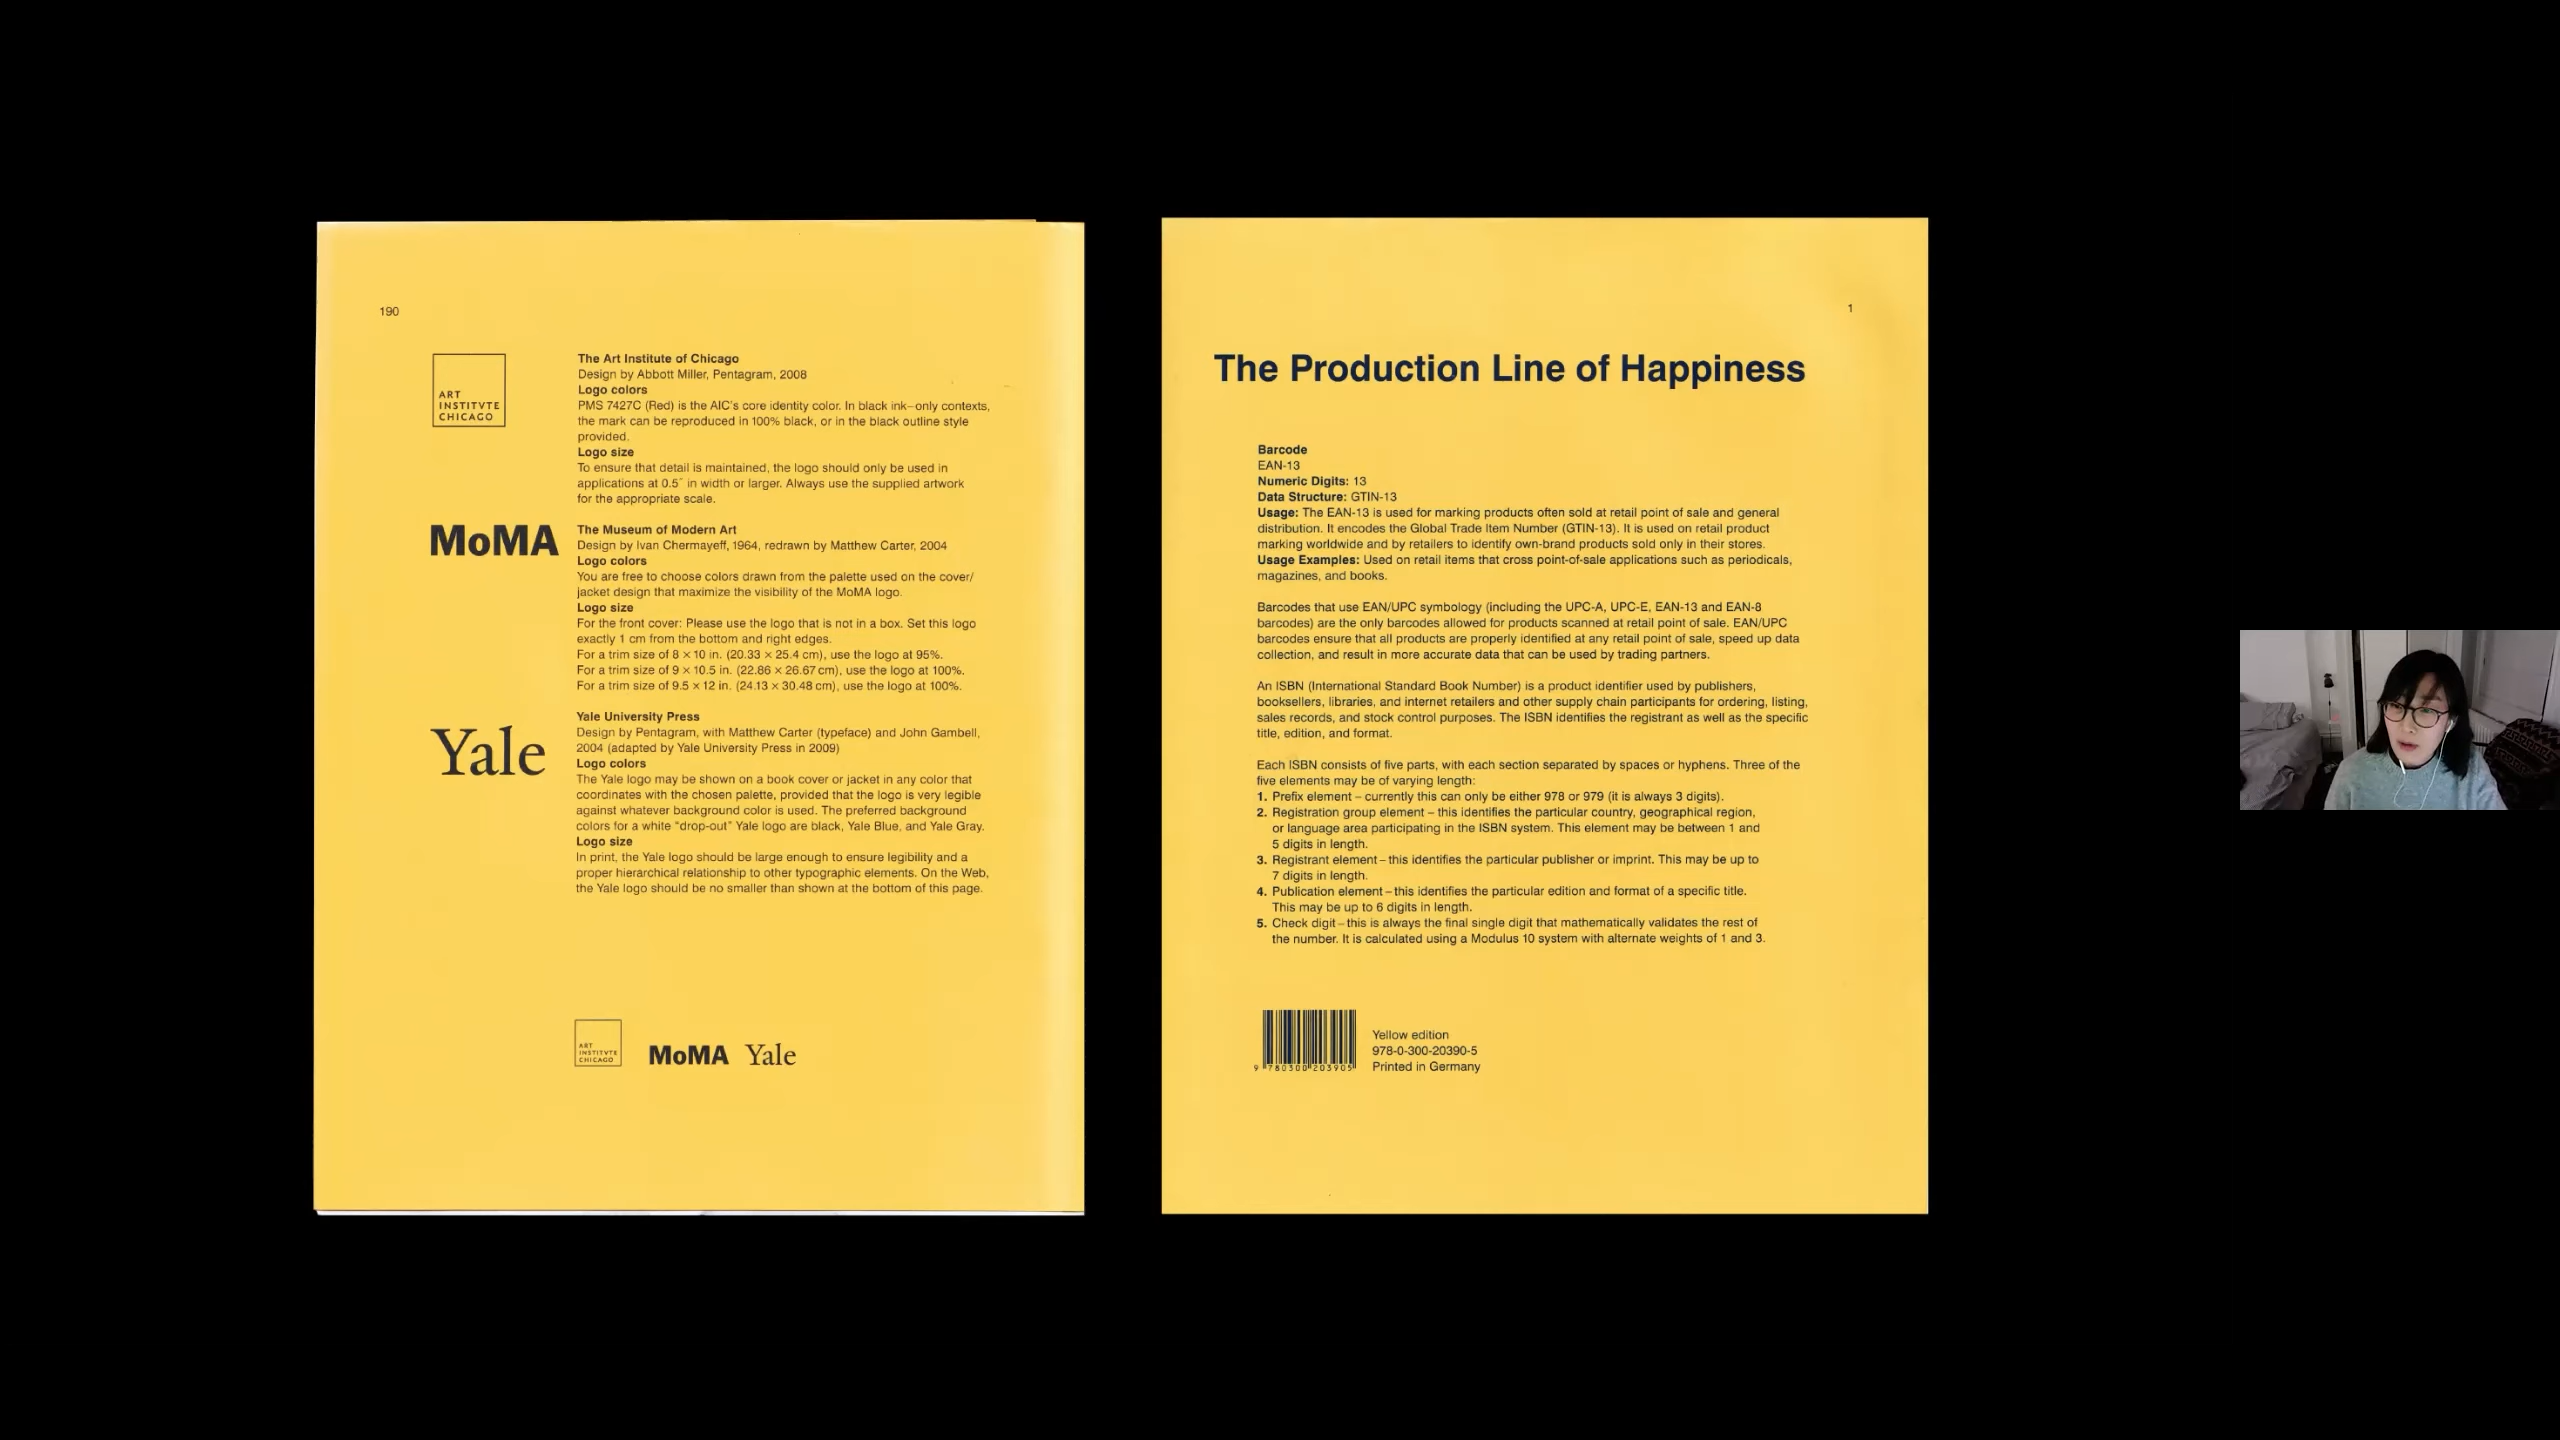 190
ART
INSTITVTE
CHICAGO
The Art Institute of Chicago
Design by Abbott Miller, Pentagram, 2008
Logo colors
PMS 7427C (Red) is the AIC's core identity color. In black ink–only contexts,
the mark can be reproduced in 100% black, or in the black outline style
provided.
Logo size
To ensure that detail is maintained, the logo should only be used in
applications at 0.5˝ in width or larger. Always use the supplied artwork
for the appropriate scale.
MoMA
The Museum of Modern Art
Design by Ivan Chermayeff, 1964, redrawn by Matthew Carter, 2004
Logo colors
You are free to choose colors drawn from the palette used on the cover/
jacket design that maximize the visibility of the MoMA logo.
Logo size
For the front cover: Please use the logo that is not in a box. Set this logo
exactly 1 cm from the bottom and right edges.
For a trim size of 8 × 10 in. (20.33 × 25.4 cm), use the logo at 95%.
For a trim size of 9 × 10.5 in. (22.86 × 26.67 cm), use the logo at 100%.
For a trim size of 9.5 × 12 in. (24.13 × 30.48 cm), use the logo at 100%.
Yale
Yale University Press
Design by Pentagram, with Matthew Carter (typeface) and John Gambell,
2004 (adapted by Yale University Press in 2009)
Logo colors
The Yale logo may be shown on a book cover or jacket in any color that
coordinates with the chosen palette, provided that the logo is very legible
against whatever background color is used. The preferred background
colors for a white “drop-out” Yale logo are black, Yale Blue, and Yale Gray.
Logo size
In print, the Yale logo should be large enough to ensure legibility and a
proper hierarchical relationship to other typographic elements. On the Web,
the Yale logo should be no smaller than shown at the bottom of this page.
ART
INSTITVTE
CHICAGO
MoMA
Yale
1
The Production Line of Happiness
Barcode
EAN-13
Numeric Digits: 13
Data Structure: GTIN-13
Usage: The EAN-13 is used for marking products often sold at retail point of sale and general
distribution. It encodes the Global Trade Item Number (GTIN-13). It is used on retail product
marking worldwide and by retailers to identify own-brand products sold only in their stores.
Usage Examples: Used on retail items that cross point-of-sale applications such as periodicals,
magazines, and books.
Barcodes that use EAN/UPC symbology (including the UPC-A, UPC-E, EAN-13 and EAN-8
barcodes) are the only barcodes allowed for products scanned at retail point of sale. EAN/UPC
barcodes ensure that all products are properly identified at any retail point of sale, speed up data
collection, and result in more accurate data that can be used by trading partners.
An ISBN (International Standard Book Number) is a product identifier used by publishers,
booksellers, libraries, and internet retailers and other supply chain participants for ordering, listing,
sales records, and stock control purposes. The ISBN identifies the registrant as well as the specific
title, edition, and format.
Each ISBN consists of five parts, with each section separated by spaces or hyphens. Three of the
five elements may be of varying length:
1. Prefix element – currently this can only be either 978 or 979 (it is always 3 digits).
2. Registration group element – this identifies the particular country, geographical region,
or language area participating in the ISBN system. This element may be between 1 and
5 digits in length.
3. Registrant element – this identifies the particular publisher or imprint. This may be up to
7 digits in length.
4. Publication element – this identifies the particular edition and format of a specific title.
This may be up to 6 digits in length.
5. Check digit – this is always the final single digit that mathematically validates the rest of
the number. It is calculated using a Modulus 10 system with alternate weights of 1 and 3.
9 780300 203905
Yellow edition
978-0-300-20390-5
Printed in Germany